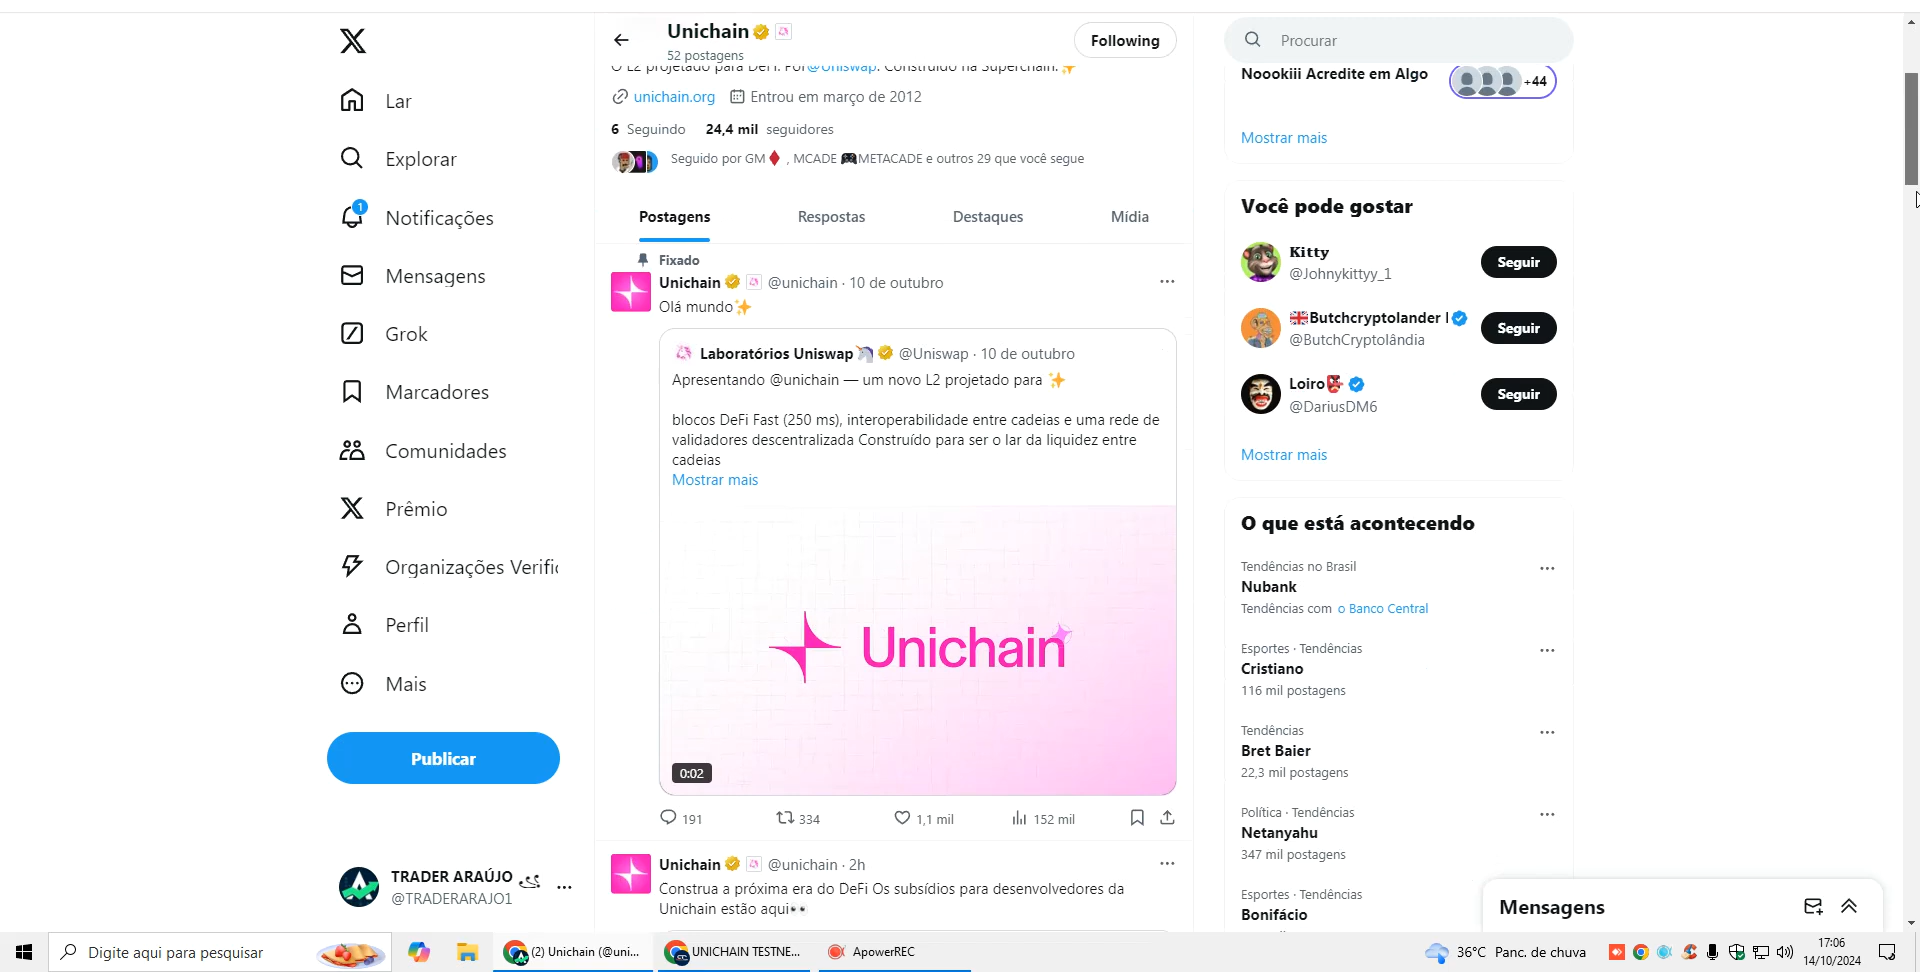 Unichain
52 postagens
Following
O L2 projetado para DeFi. Por @Uniswap. Construído na Superchain.
unichain.org Entrou em março de 2012
6 Seguindo 24,4 mil seguidores
Seguido por GM , MCADE METACADE e outros 29 que você segue
Postagens Respostas Destaques Mídia
Fixado
Unichain @unichain · 10 de outubro
Olá mundo
Laboratórios Uniswap @Uniswap · 10 de outubro
Apresentando @unichain — um novo L2 projetado para
blocos DeFi Fast (250 ms), interoperabilidade entre cadeias e uma rede de
validadores descentralizada Construído para ser o lar da liquidez entre
cadeias
Mostrar mais
Unichain
0:02
191 334 1,1 mil 152 mil
Unichain @unichain · 2h
Construa a próxima era do DeFi Os subsídios para desenvolvedores da
Unichain estão aqui
Lar
Explorar
1
Notificações
Mensagens
Grok
Marcadores
Comunidades
Prêmio
Organizações Verific
Perfil
Mais
Publicar
TRADER ARAÚJO
@TRADERARAJO1
Procurar
Noookiii Acredite em Algo +44
Mostrar mais
Você pode gostar
Kitty
@Johnykittyy_1
Seguir
Butchcryptolander
@ButchCryptolândia
Seguir
Loiro
@DariusDM6
Seguir
Mostrar mais
O que está acontecendo
Tendências no Brasil
Nubank
Tendências com o Banco Central
Esportes · Tendências
Cristiano
116 mil postagens
Tendências
Bret Baier
22,3 mil postagens
Política · Tendências
Netanyahu
347 mil postagens
Esportes · Tendências
Bonifácio
Mensagens
Digite aqui para pesquisar
(2) Unichain (@uni...
UNICHAIN TESTNE...
ApowerREC
36°C Panc. de chuva
17:06
14/10/2024